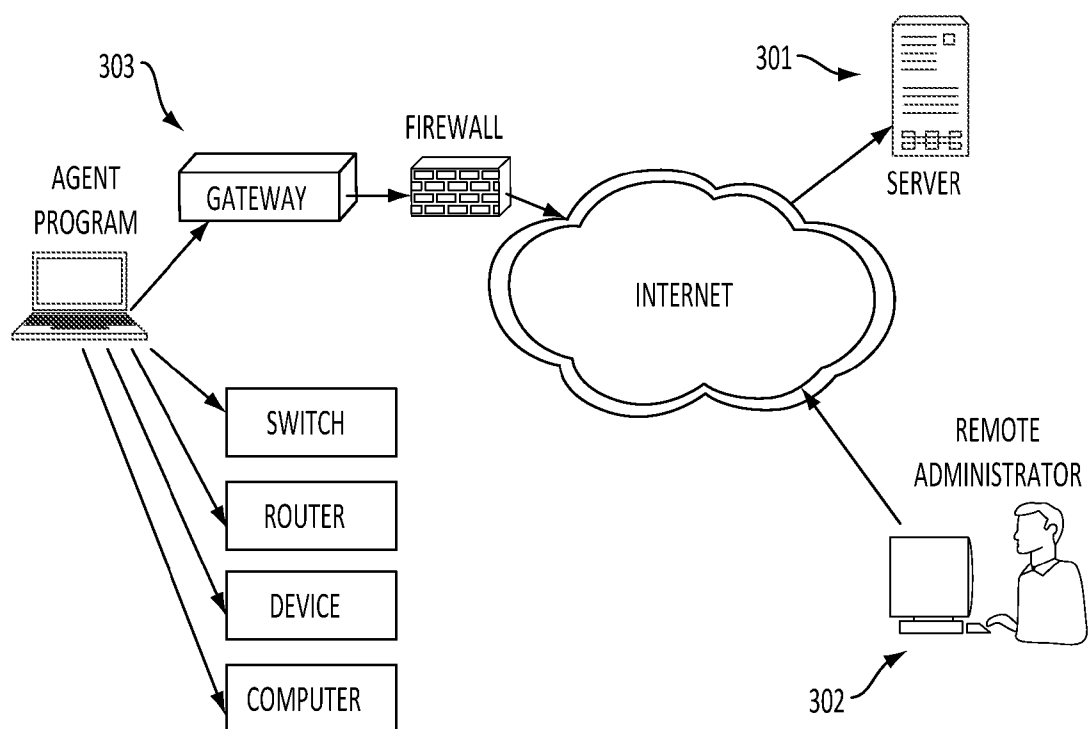 303
301
FIREWALL
AGENT
PROGRAM
GATEWAY
SERVER
INTERNET
SWITCH
REMOTE
ADMINISTRATOR
ROUTER
DEVICE
COMPUTER
302